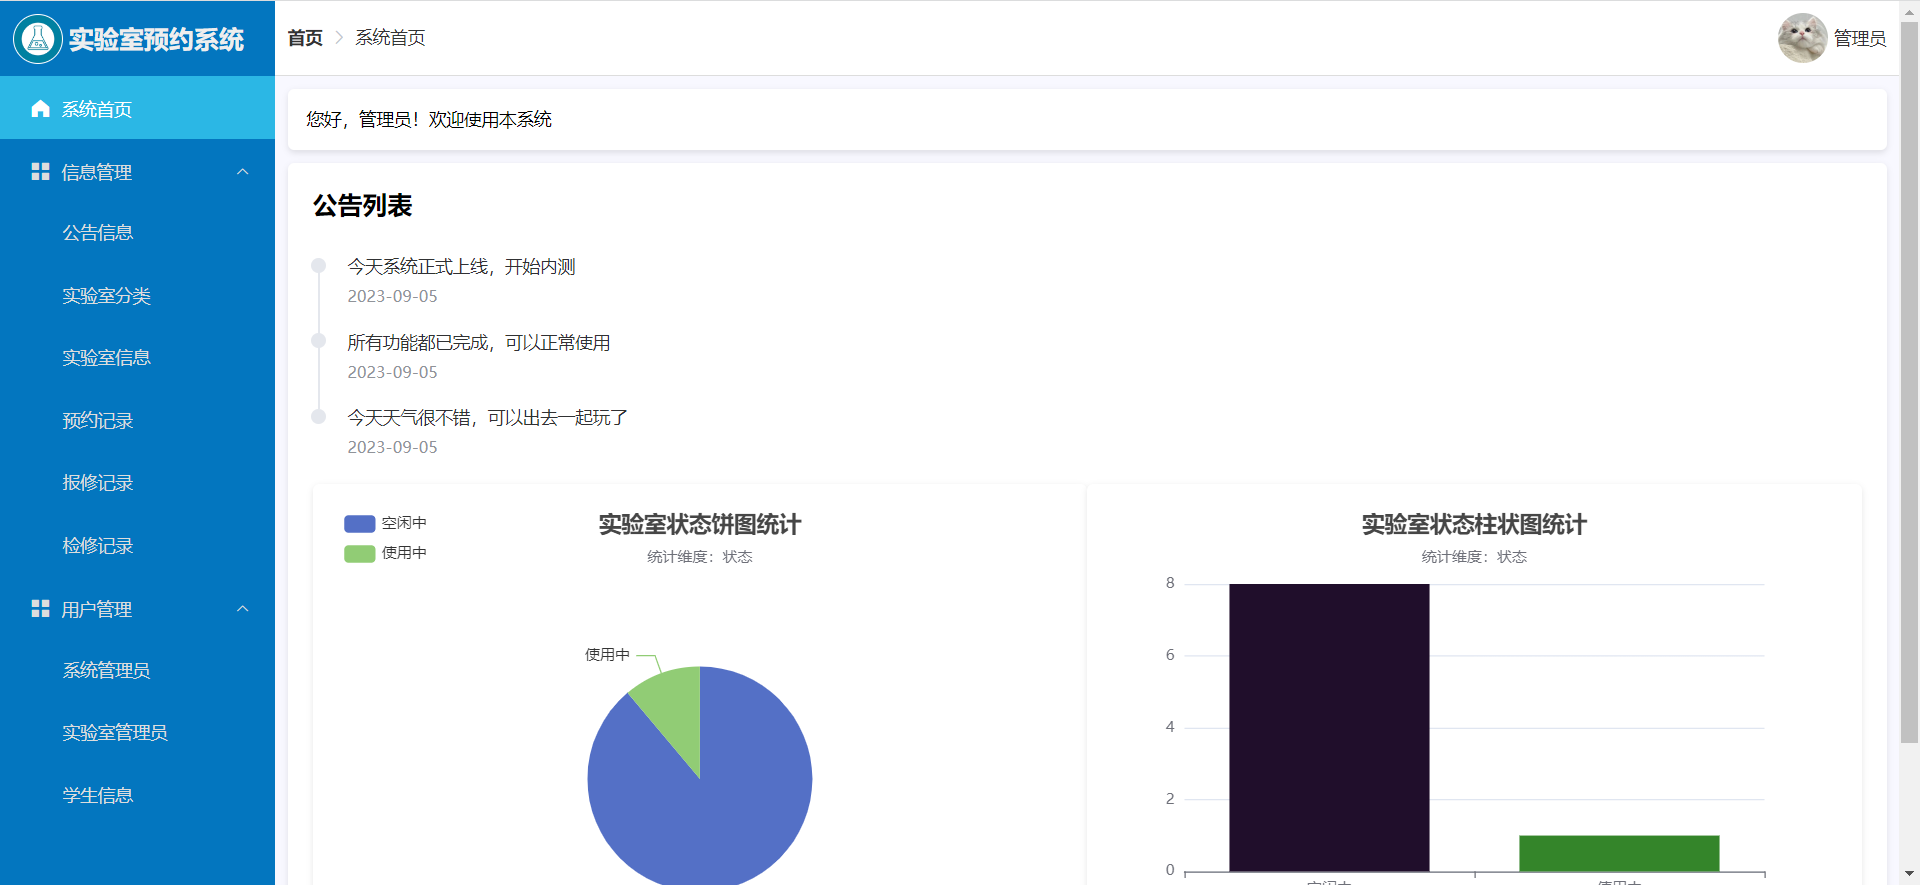 实验室预约系统
首页
系统首页
管理员
系统首页
信息管理
公告信息
实验室分类
实验室信息
预约记录
报修记录
检修记录
用户管理
系统管理员
实验室管理员
学生信息
您好，管理员！欢迎使用本系统
公告列表
今天系统正式上线，开始内测
2023-09-05
所有功能都已完成，可以正常使用
2023-09-05
今天天气很不错，可以出去一起玩了
2023-09-05
空闲中
使用中
实验室状态饼图统计
统计维度：状态
使用中
实验室状态柱状图统计
统计维度：状态
8
6
4
2
0